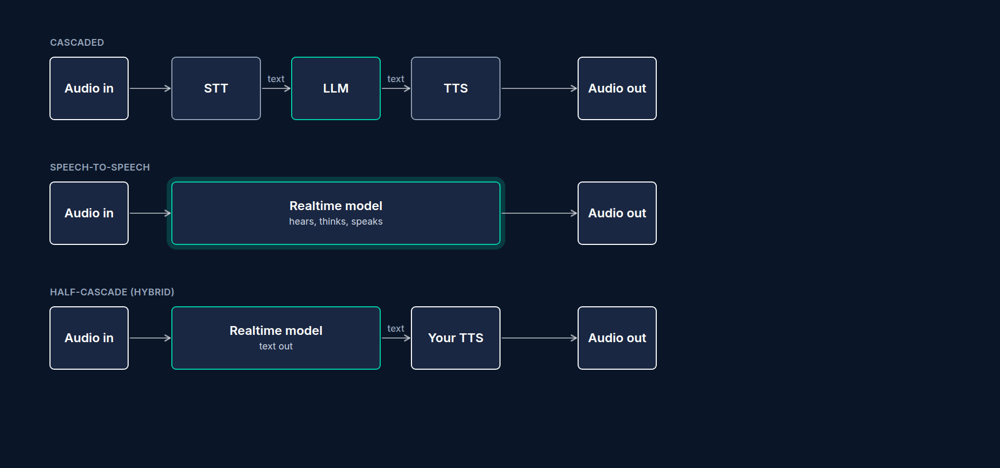 CASCADED
Audio in
STT
text
LLM
text
TTS
Audio out
SPEECH-TO-SPEECH
Audio in
Realtime model
hears, thinks, speaks
Audio out
HALF-CASCADE (HYBRID)
Audio in
Realtime model
text out
text
Your TTS
Audio out